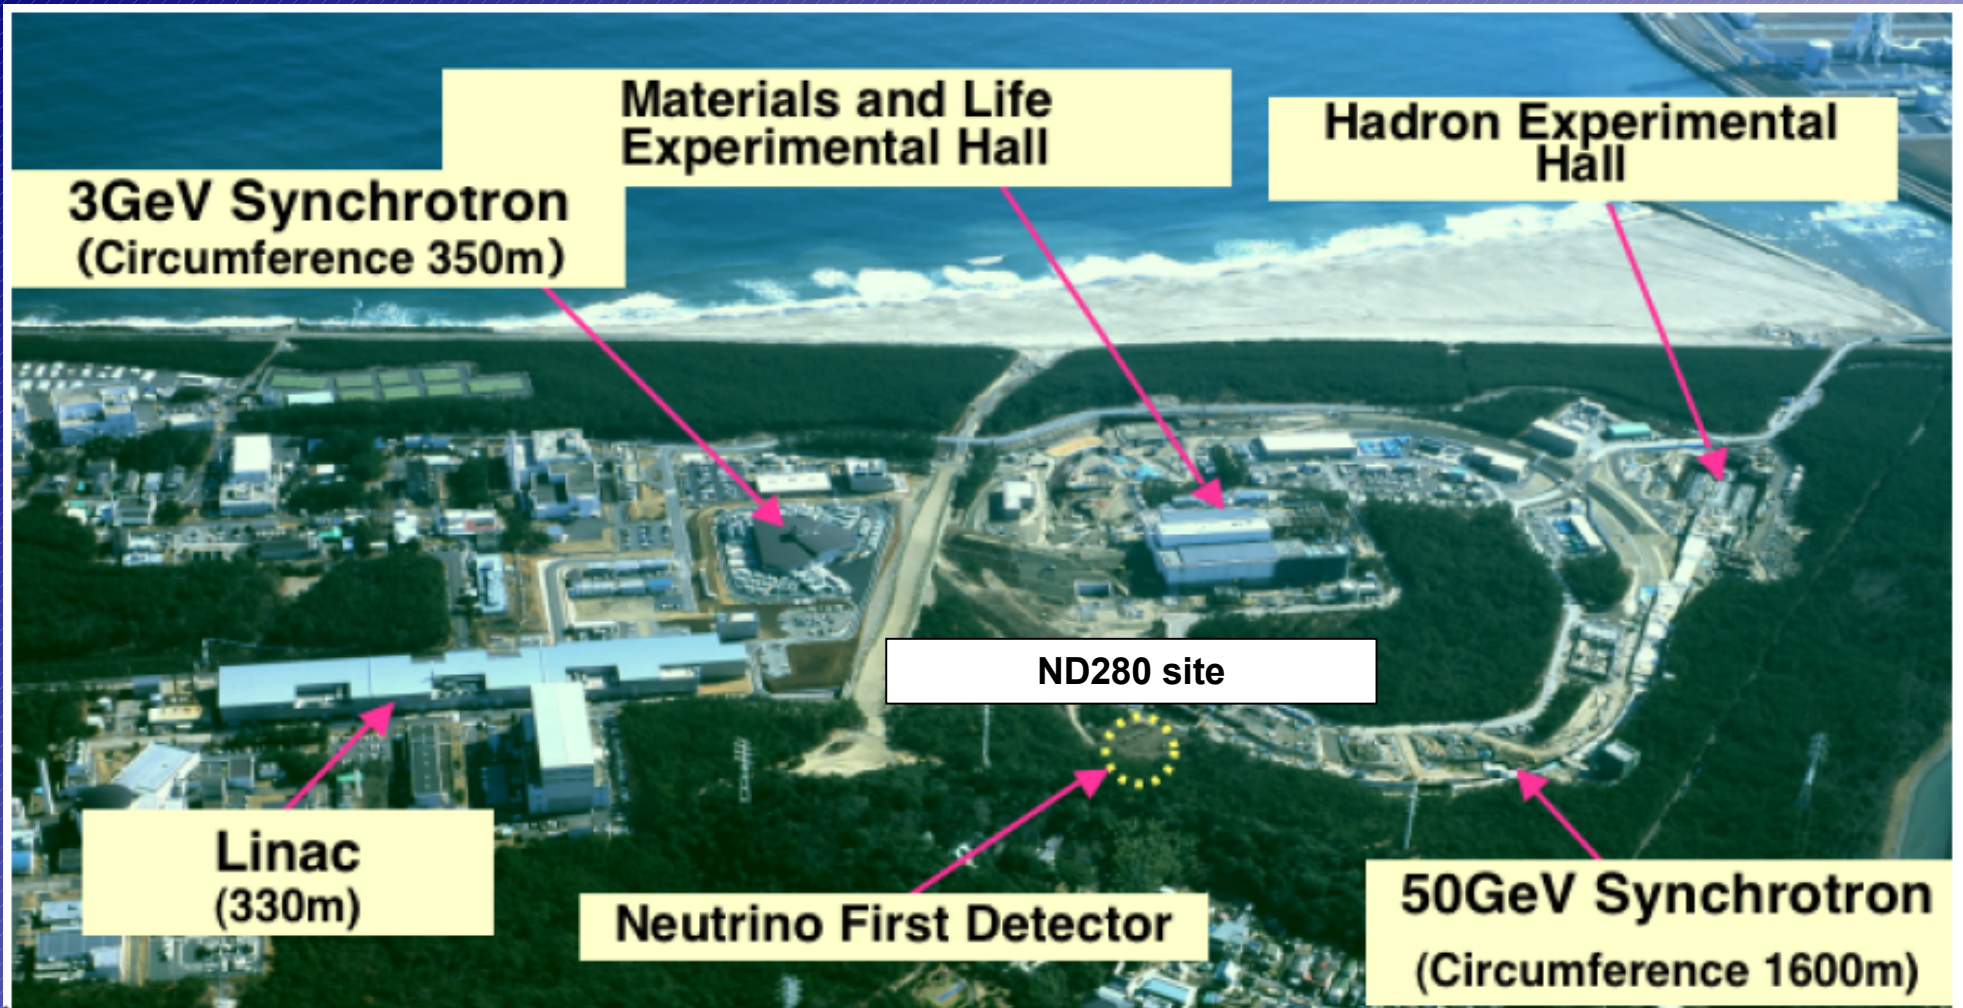 Materials and Life
Experimental Hall
Hadron Experimental
Hall
3GeV Synchrotron
(Circumference 350m)
ND280 site
Linac
(330m)
Neutrino First Detector
50GeV Synchrotron
(Circumference 1600m)